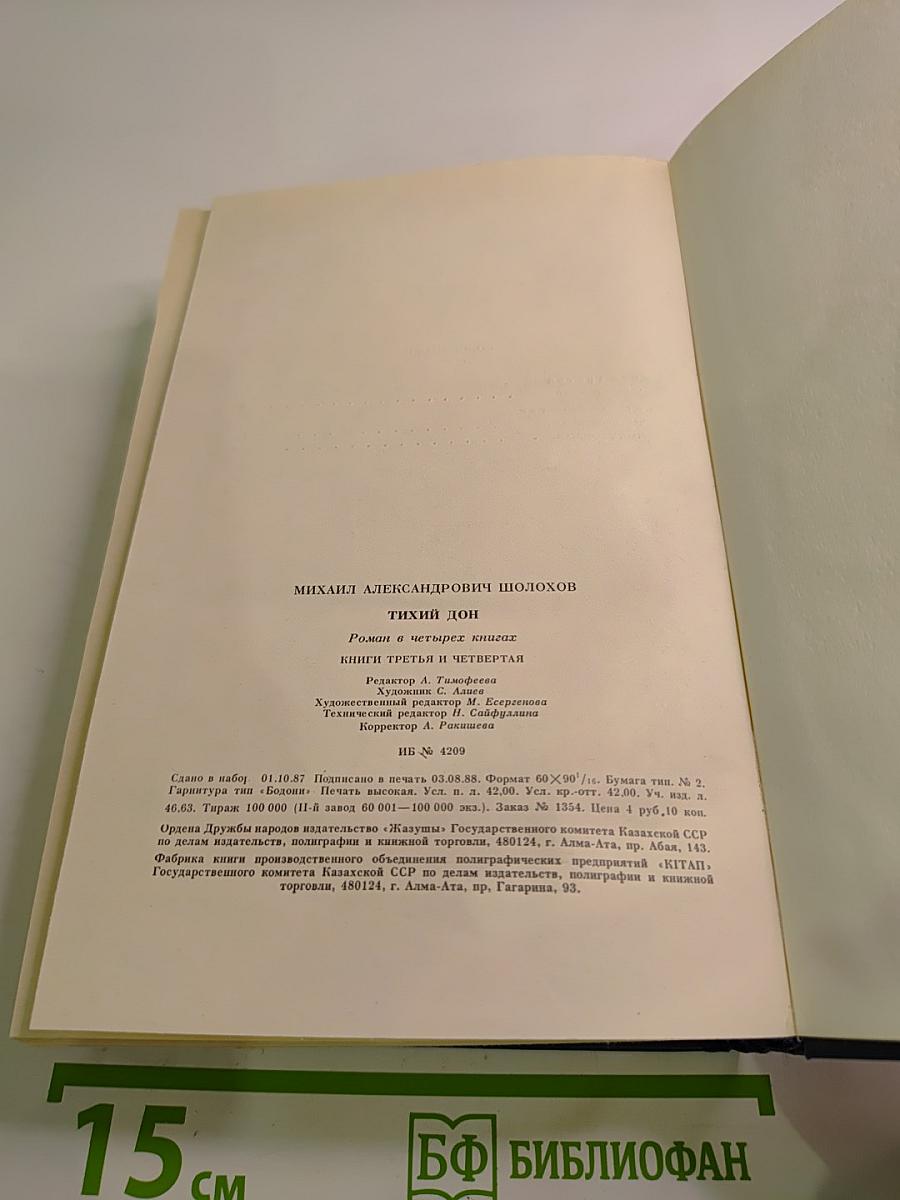 МИХАИЛ АЛЕКСАНДРОВИЧ ШОЛОХОВ
ТИХИЙ ДОН
Роман в четырех книгах
КНИГИ ТРЕТЬЯ И ЧЕТВЕРТАЯ
Редактор А. Тимофеева
Художник С. Алиев
Художественный редактор М. Есергенова
Технический редактор Н. Сайфуллина
Корректор А. Ракишева
ИБ № 4209
Сдано в набор 01.10.87 Подписано в печать 03.08.88. Формат 60×90¹/₁₆. Бумага тип. № 2.
Гарнитура тип «Бодони» Печать высокая. Усл. п. л. 42,00. Усл. кр.-отт. 42,00. Уч. изд. л.
46,63. Тираж 100 000 (II-й завод 60 001—100 000 экз.). Заказ № 1354. Цена 4 руб.10 коп.
Ордена Дружбы народов издательство «Жазушы» Государственного комитета Казахской ССР
по делам издательств, полиграфии и книжной торговли, 480124, г. Алма-Ата, пр. Абая, 143.
Фабрика книги производственного объединения полиграфических предприятий «КІТАП»
Государственного комитета Казахской ССР по делам издательств, полиграфии и книжной
торговли, 480124, г. Алма-Ата, пр, Гагарина, 93.
15 см
БФ БИБЛИОФАН